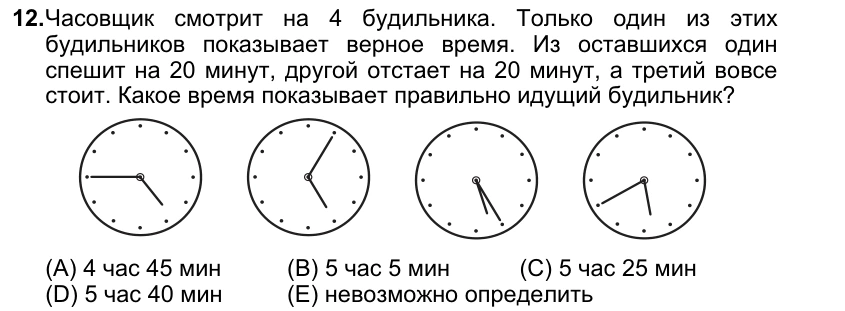 12.Часовщик смотрит на 4 будильника. Только один из этих
будильников показывает верное время. Из оставшихся один
спешит на 20 минут, другой отстает на 20 минут, а третий вовсе
стоит. Какое время показывает правильно идущий будильник?
(A) 4 час 45 мин (B) 5 час 5 мин (C) 5 час 25 мин
(D) 5 час 40 мин (E) невозможно определить